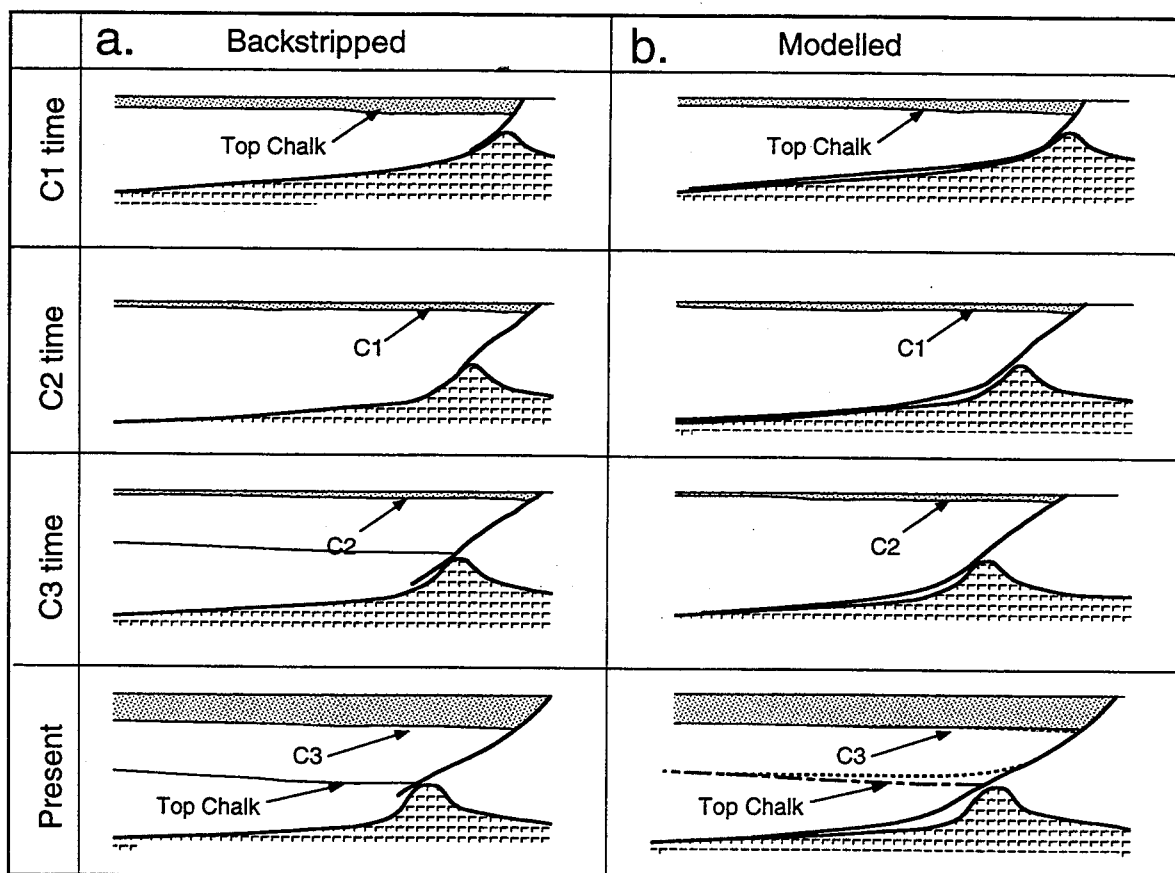 a. Backstripped
b. Modelled
C1 time
Top Chalk
Top Chalk
C2 time
C1
C1
C3 time
C2
C2
Present
C3
Top Chalk
C3
Top Chalk